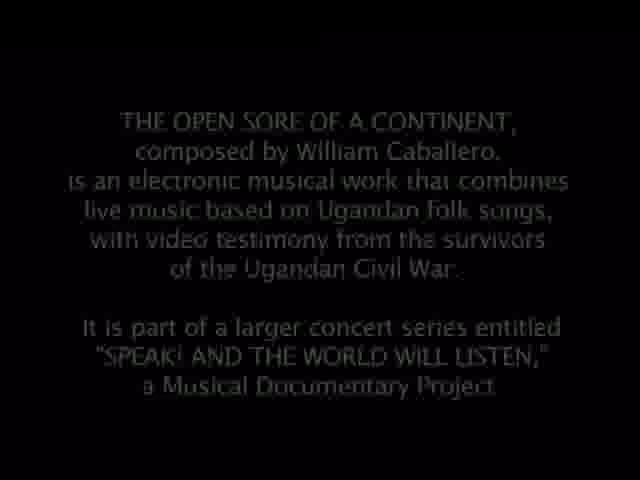 THE OPEN SORE OF A CONTINENT,
composed by William Caballero.
is an electronic musical work that combines
live music based on Ugandan folk songs,
with video testimony from the survivors
of the Ugandan Civil War.
It is part of a larger concert series entitled
"SPEAK! AND THE WORLD WILL LISTEN,"
a Musical Documentary Project